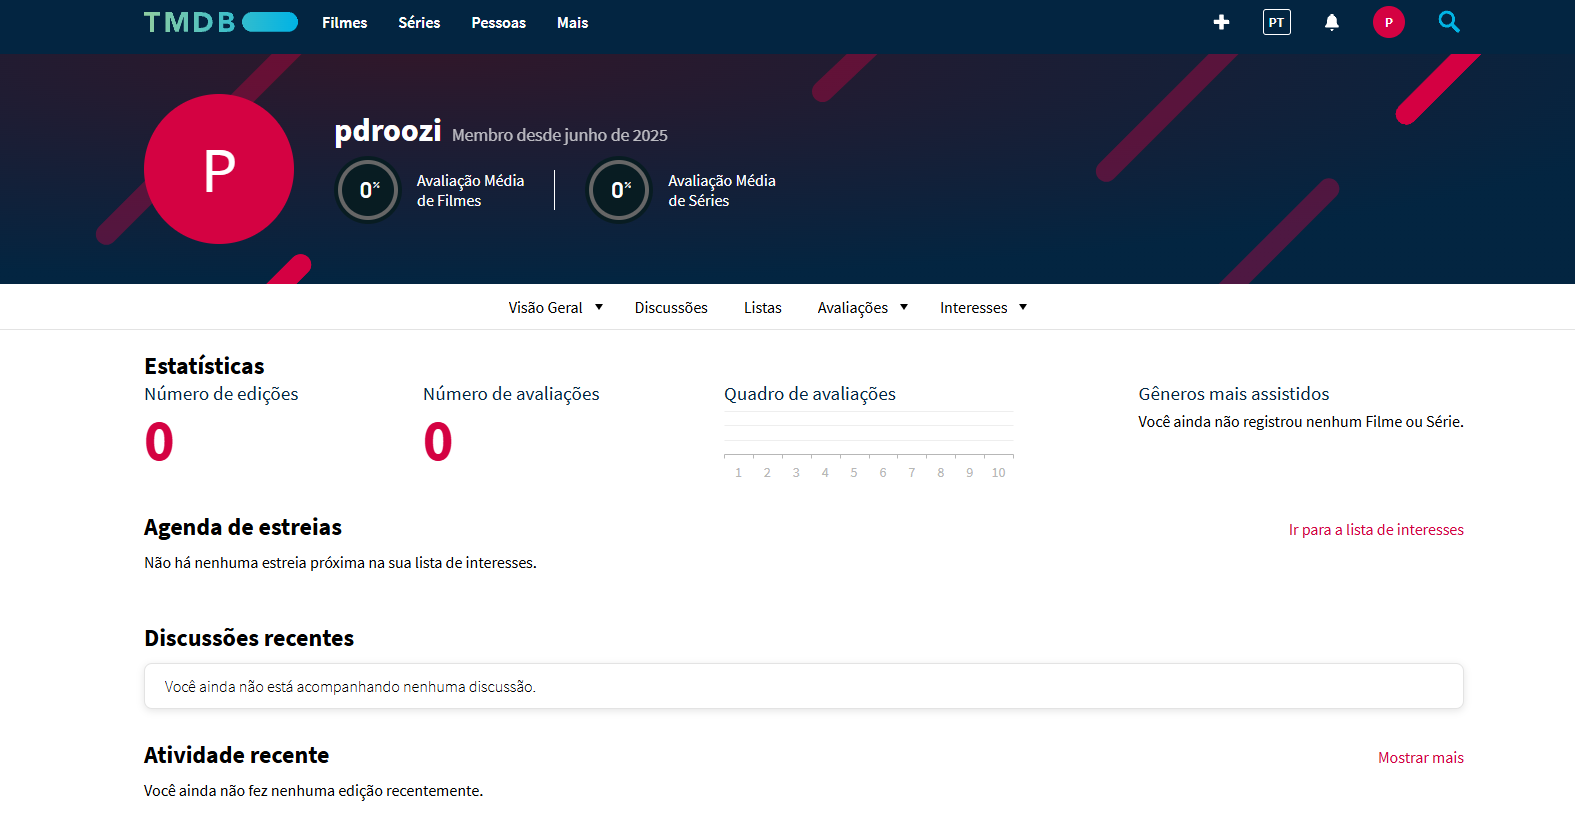 TMDB Filmes Séries Pessoas Mais PT P
P
pdroozi Membro desde junho de 2025
0% Avaliação Média de Filmes
0% Avaliação Média de Séries
Visão Geral Discussões Listas Avaliações Interesses
Estatísticas
Número de edições
0
Número de avaliações
0
Quadro de avaliações
1 2 3 4 5 6 7 8 9 10
Gêneros mais assistidos
Você ainda não registrou nenhum Filme ou Série.
Agenda de estreias
Ir para a lista de interesses
Não há nenhuma estreia próxima na sua lista de interesses.
Discussões recentes
Você ainda não está acompanhando nenhuma discussão.
Atividade recente
Mostrar mais
Você ainda não fez nenhuma edição recentemente.